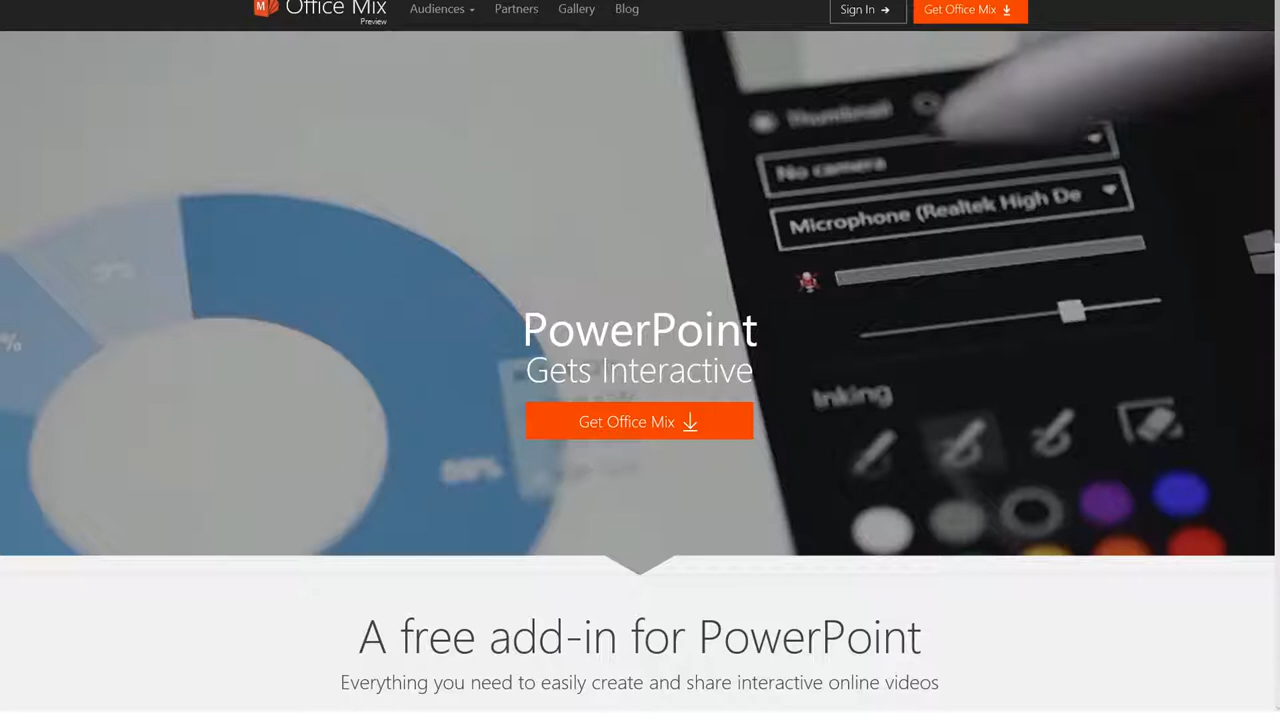 Office Mix
Preview
Audiences
Partners
Gallery
Blog
Sign In
Get Office Mix
Thumbnail
No camera
Microphone (Realtek High De
9%
%
PowerPoint
Gets Interactive
Get Office Mix
Inking
A free add-in for PowerPoint
Everything you need to easily create and share interactive online videos